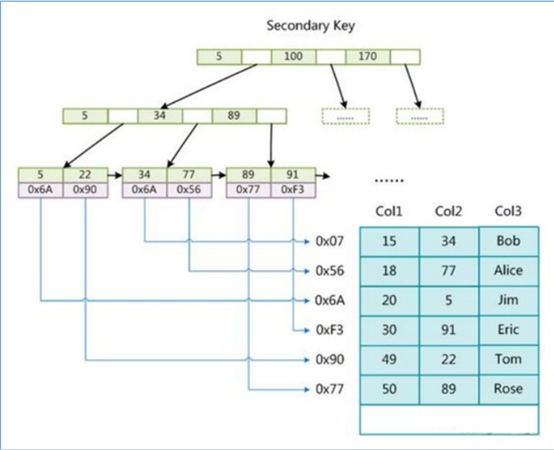 Secondary Key
5 100 170
5 34 89
...... ......
5 22 34 77 89 91
0x6A 0x90 0x6A 0x56 0x77 0xF3
......
Col1 Col2 Col3
0x07 15 34 Bob
0x56 18 77 Alice
0x6A 20 5 Jim
0xF3 30 91 Eric
0x90 49 22 Tom
0x77 50 89 Rose